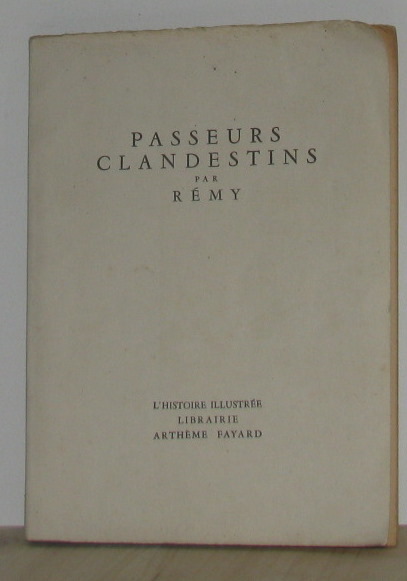 PASSEURS
CLANDESTINS
PAR
RÉMY
L'HISTOIRE ILLUSTRÉE
LIBRAIRIE
ARTHÈME FAYARD